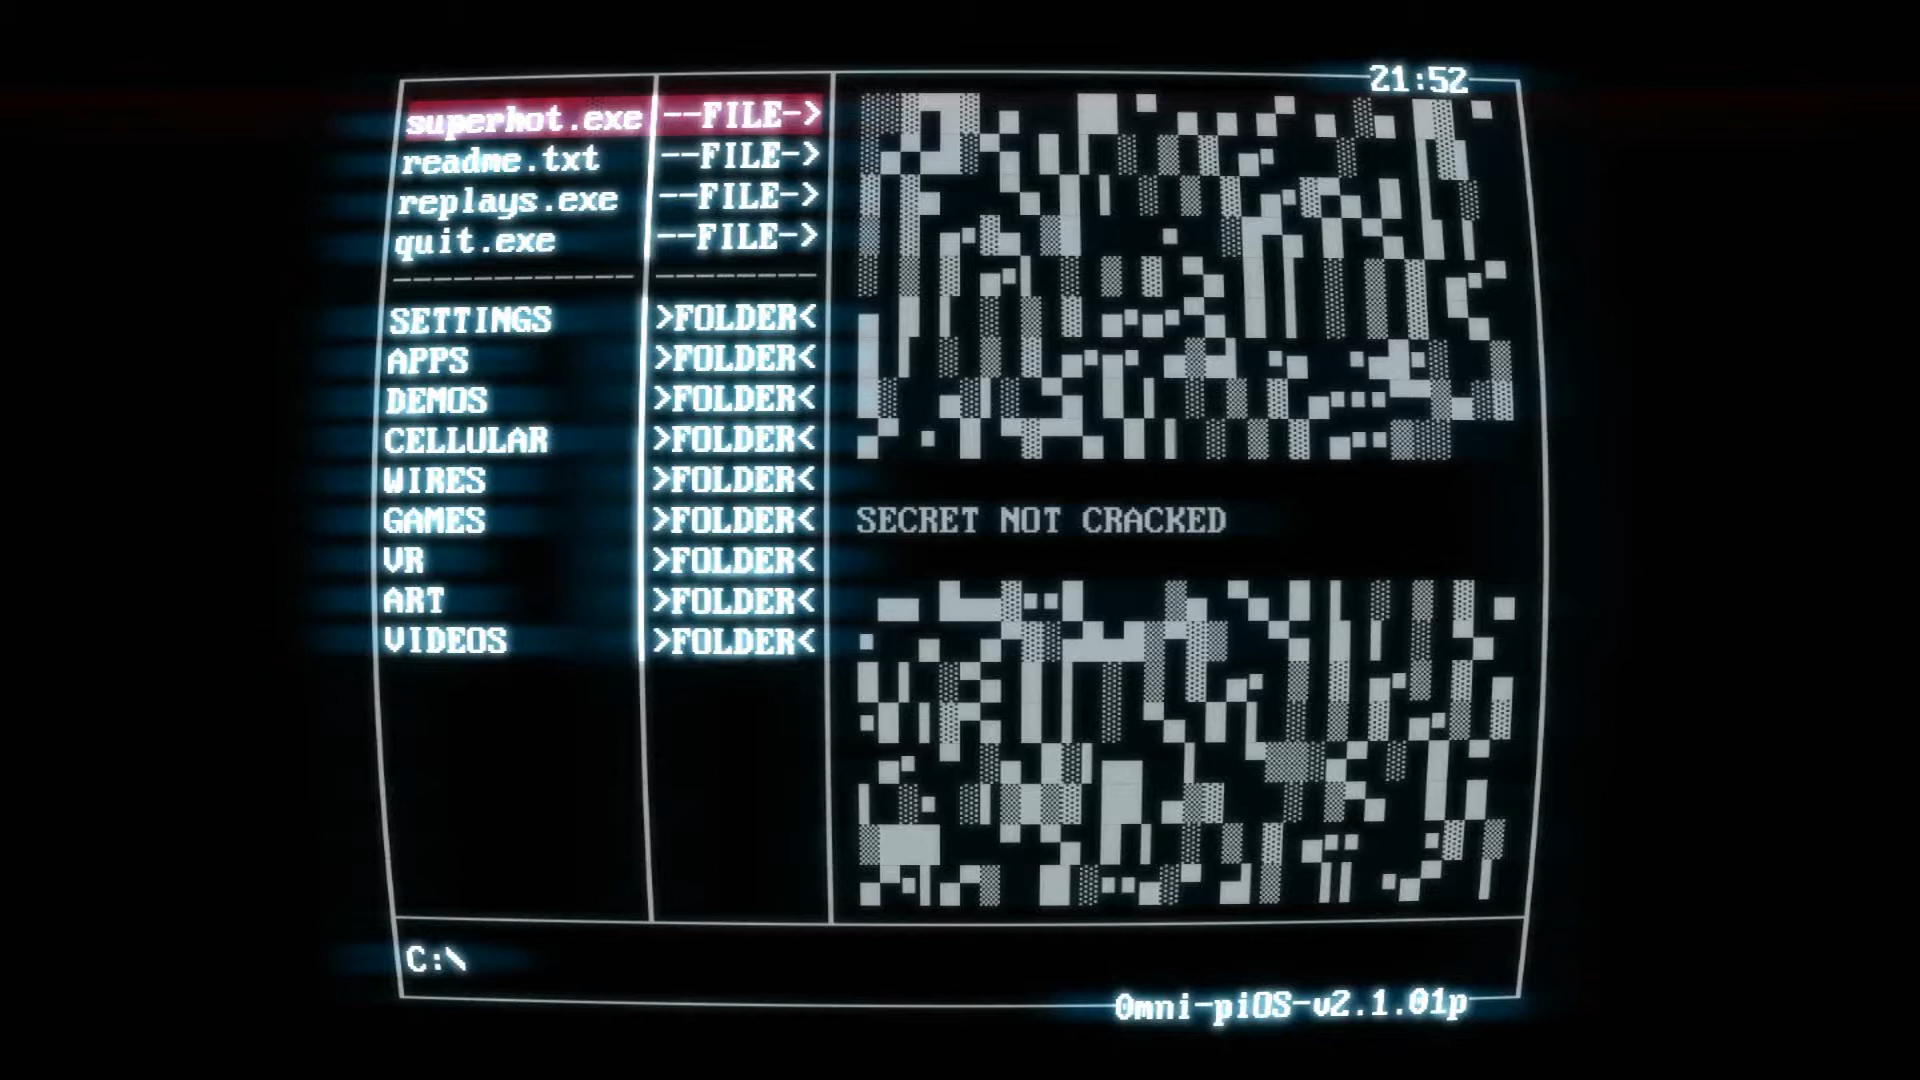 21:52
superhot.exe --FILE->
readme.txt --FILE->
replays.exe --FILE->
quit.exe --FILE->
SETTINGS >FOLDER<
APPS >FOLDER<
DEMOS >FOLDER<
CELLULAR >FOLDER<
WIRES >FOLDER<
GAMES >FOLDER<
VR >FOLDER<
ART >FOLDER<
VIDEOS >FOLDER<
SECRET NOT CRACKED
C:\
0mni-piOS-v2.1.01p